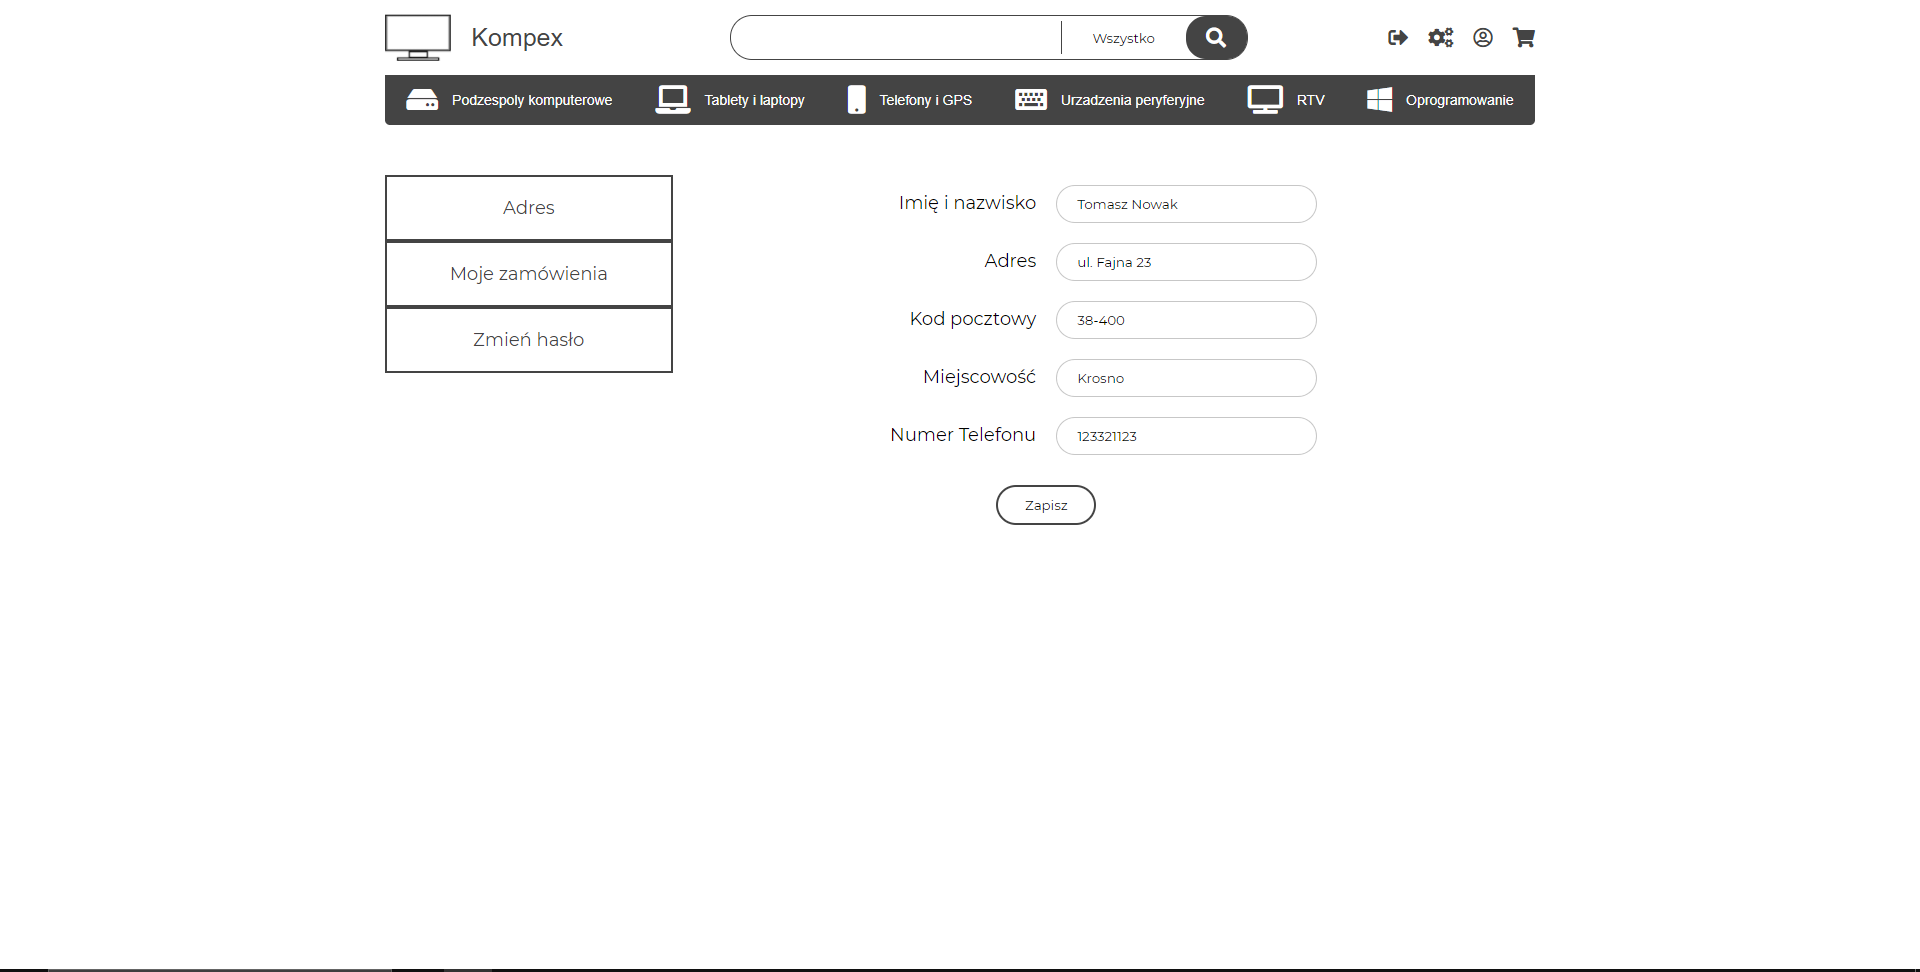 Kompex
Wszystko
Podzespoly komputerowe
Tablety i laptopy
Telefony i GPS
Urzadzenia peryferyjne
RTV
Oprogramowanie
Adres
Moje zamówienia
Zmień hasło
Imię i nazwisko Tomasz Nowak
Adres ul. Fajna 23
Kod pocztowy 38-400
Miejscowość Krosno
Numer Telefonu 123321123
Zapisz